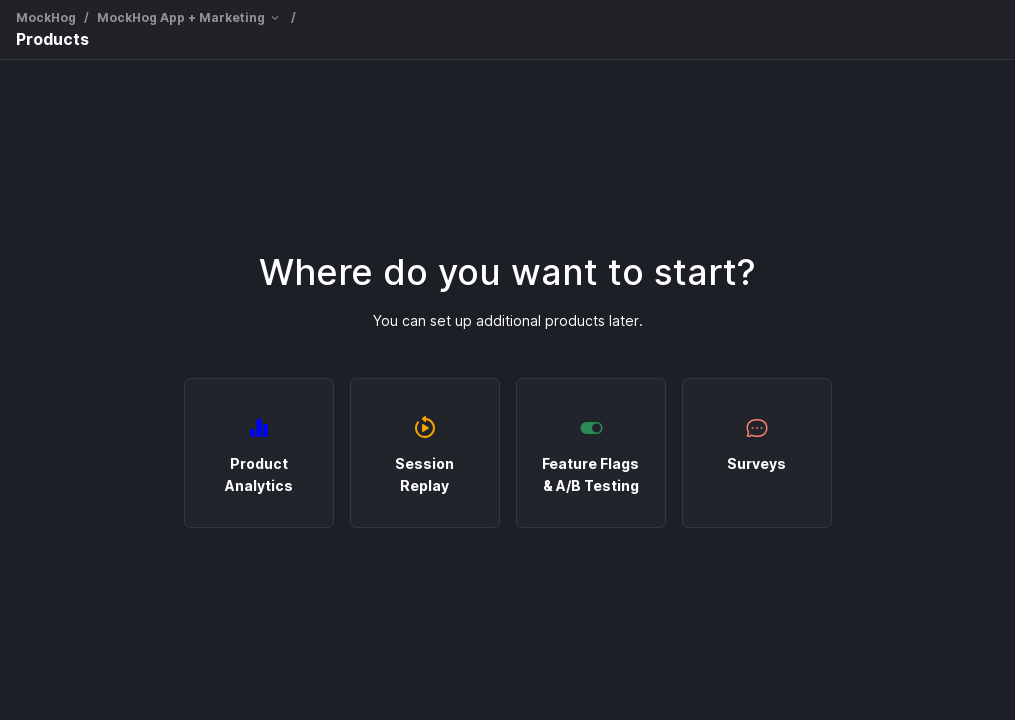 MockHog / MockHog App + Marketing /
Products
Where do you want to start?
You can set up additional products later.
Product
Analytics
Session
Replay
Feature Flags
& A/B Testing
Surveys